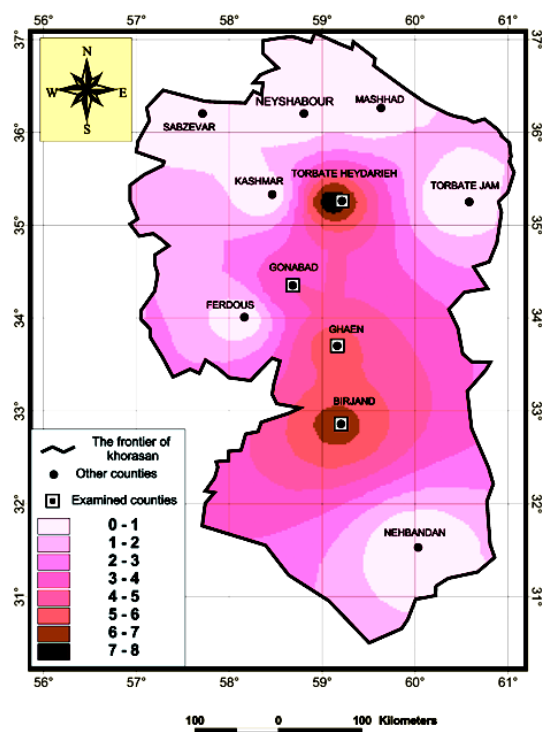 56° 57° 58° 59° 60° 61°
37° 37°
N
W E
S
MASHHAD
NEYSHABOUR
SABZEVAR
36° 36°
TORBATE HEYDARIEH
KASHMAR
TORBATE JAM
35° 35°
GONABAD
FERDOUS
34° 34°
GHAEN
33° 33°
BIRJAND
The frontier of
khorasan
Other counties
Examined counties
32° 32°
0 - 1
1 - 2
NEHBANDAN
2 - 3
3 - 4
31° 31°
4 - 5
5 - 6
6 - 7
7 - 8
56° 57° 58° 59° 60° 61°
100 0 100 Kilometers